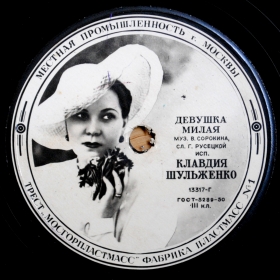 МЕСТНАЯ ПРОМЫШЛЕННОСТЬ г. МОСКВЫ
ДЕВУШКА
МИЛАЯ
МУЗ. В. СОРОКИНА,
СЛ. Г. РУСЕЦКОЙ
ИСП.
КЛАВДИЯ
ШУЛЬЖЕНКО
13317-Г
ГОСТ-5289-50
III КЛ.
ТРЕСТ „МОСГОРПЛАСТМАСС" ФАБРИКА ПЛАСТМАСС №1